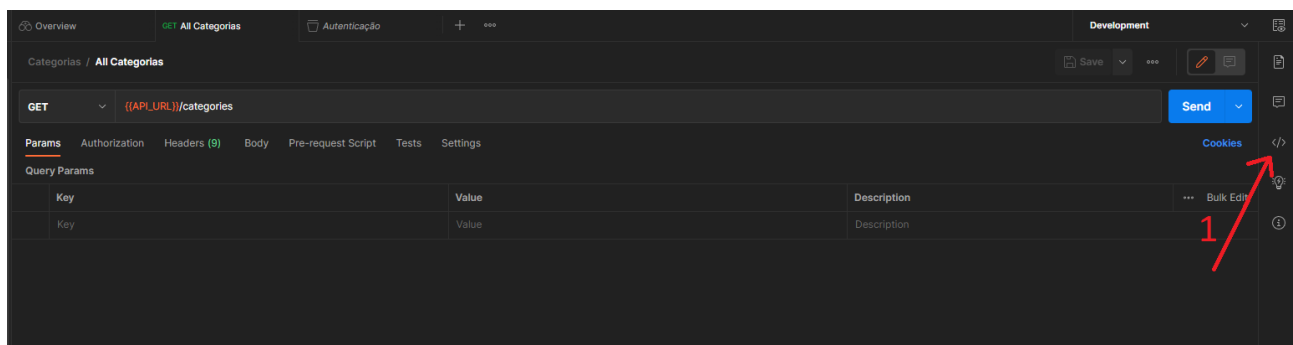 Overview GET All Categorias Autenticação Development
Categorias / All Categorias Save
GET {{API_URL}}/categories Send
Params Authorization Headers (9) Body Pre-request Script Tests Settings Cookies
Query Params
Key Value Description Bulk Edit
Key Value Description
1